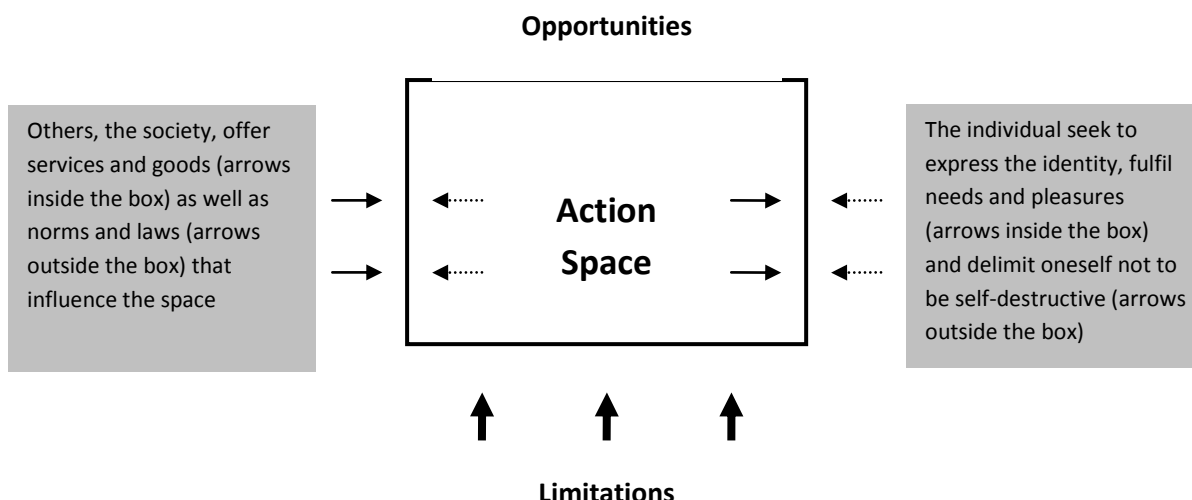 Opportunities
Others, the society, offer
services and goods (arrows
inside the box) as well as
norms and laws (arrows
outside the box) that
influence the space
Action
Space
The individual seek to
express the identity, fulfil
needs and pleasures
(arrows inside the box)
and delimit oneself not to
be self-destructive (arrows
outside the box)
Limitations